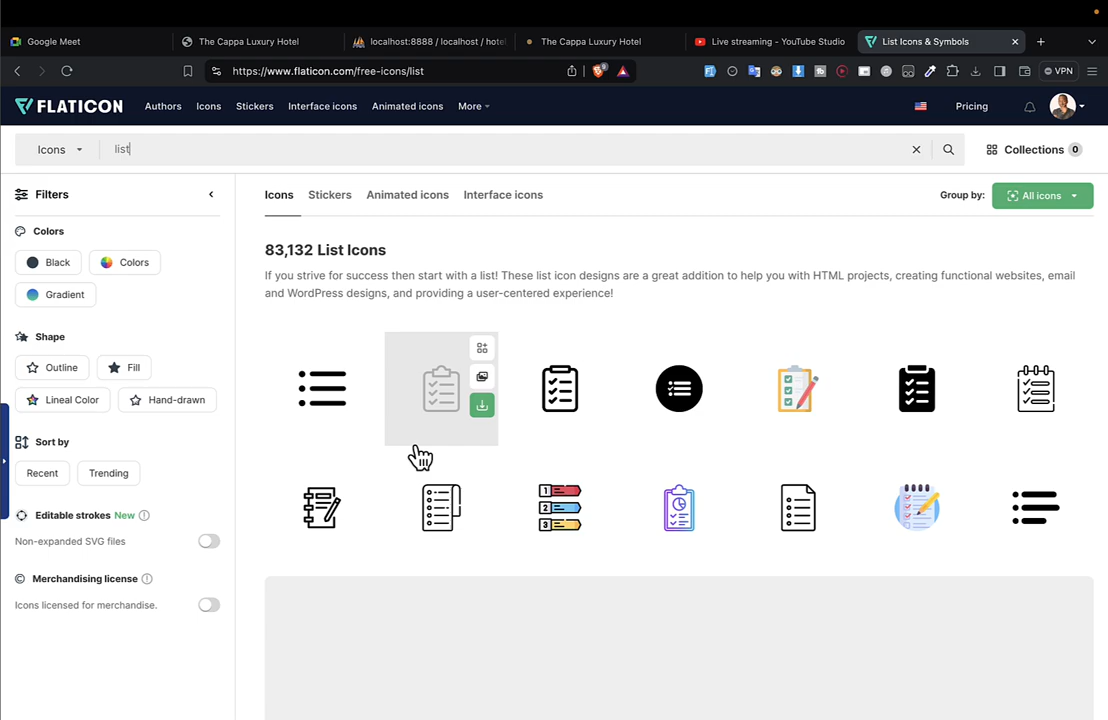 Google Meet
The Cappa Luxury Hotel
localhost:8888 / localhost / hote
The Cappa Luxury Hotel
Live streaming - YouTube Studio
List Icons & Symbols
https://www.flaticon.com/free-icons/list
9
VPN
FLATICON
Authors
Icons
Stickers
Interface icons
Animated icons
More
Pricing
Icons
list
Collections 0
Filters
Icons
Stickers
Animated icons
Interface icons
Group by:
All icons
Colors
Black
Colors
Gradient
83,132 List Icons
If you strive for success then start with a list! These list icon designs are a great addition to help you with HTML projects, creating functional websites, email
and WordPress designs, and providing a user-centered experience!
Shape
Outline
Fill
Lineal Color
Hand-drawn
Sort by
Recent
Trending
1
2
3
Editable strokes New
Non-expanded SVG files
Merchandising license
Icons licensed for merchandise.